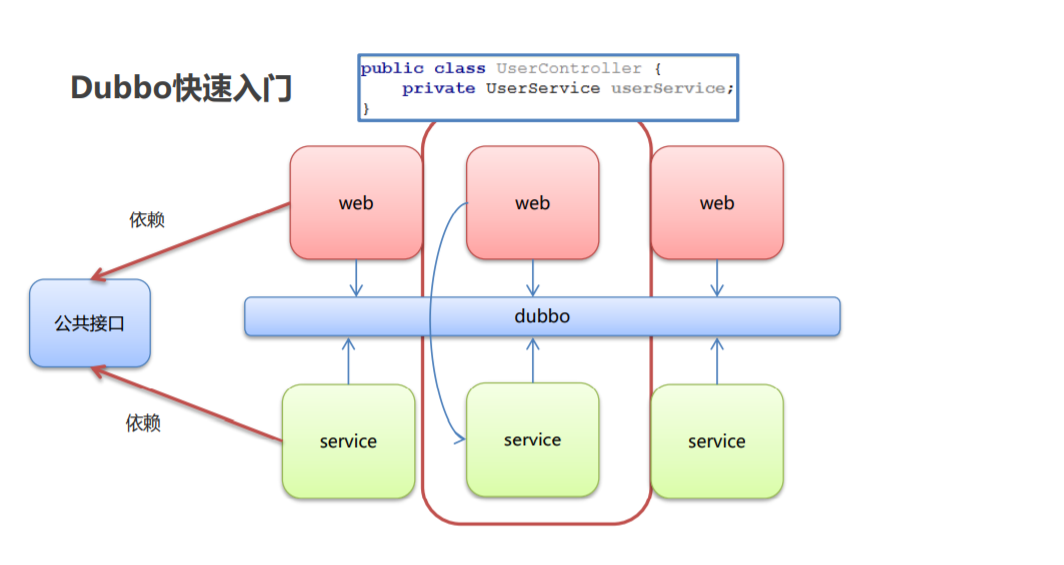 Dubbo快速入门
public class UserController {
    private UserService userService;
}
web
web
web
依赖
公共接口
dubbo
依赖
service
service
service